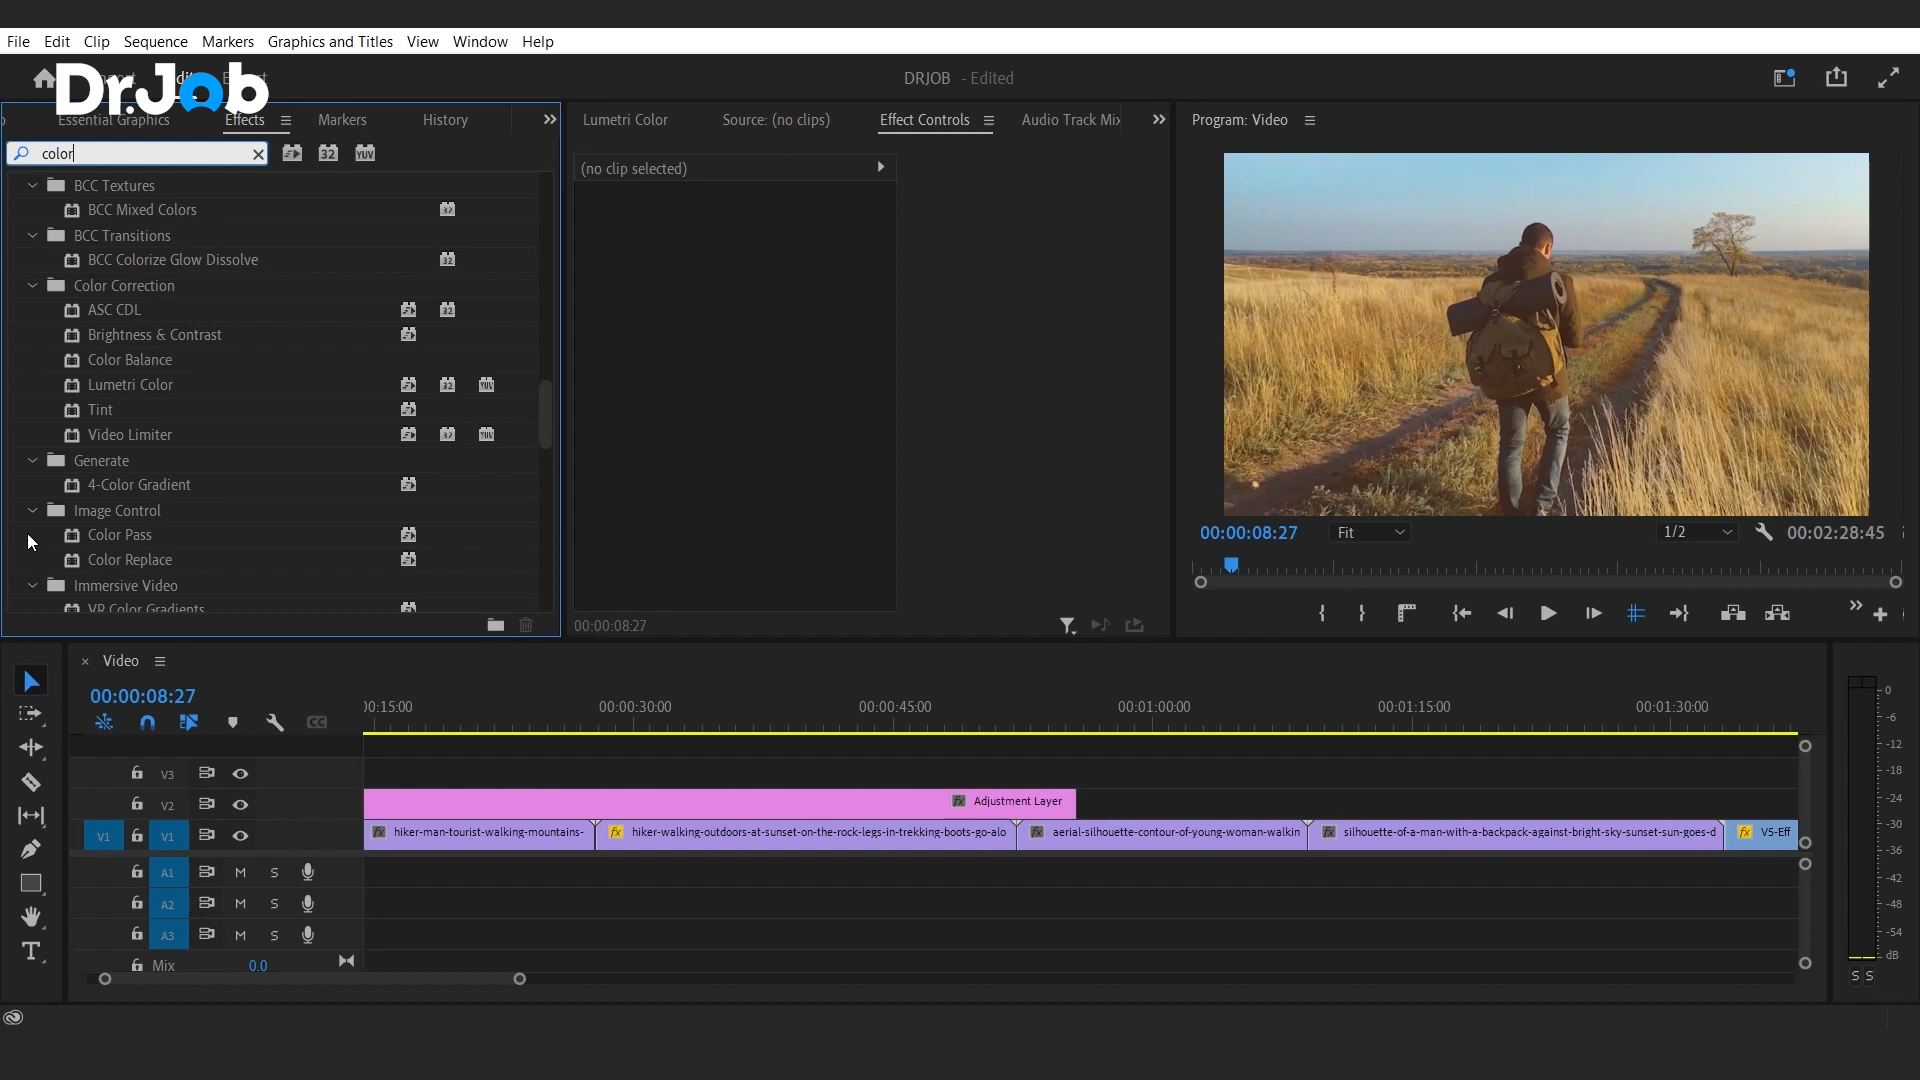 File Edit Clip Sequence Markers Graphics and Titles View Window Help
Dr.Job
DRJOB - Edited
Essential Graphics Effects Markers History
Lumetri Color Source: (no clips) Effect Controls Audio Track Mix
Program: Video
color
32 YUV
(no clip selected)
BCC Textures
BCC Mixed Colors
BCC Transitions
BCC Colorize Glow Dissolve
Color Correction
ASC CDL
Brightness & Contrast
Color Balance
Lumetri Color
Tint
Video Limiter
Generate
4-Color Gradient
Image Control
Color Pass
Color Replace
Immersive Video
VR Color Gradients
00:00:08:27
00:00:08:27 Fit 1/2 00:02:28:45
× Video
00:00:08:27
00:15:00 00:00:30:00 00:00:45:00 00:01:00:00 00:01:15:00 00:01:30:00
V3
V2 fx Adjustment Layer
V1 V1 fx hiker-man-tourist-walking-mountains- fx hiker-walking-outdoors-at-sunset-on-the-rock-legs-in-trekking-boots-go-alo fx aerial-silhouette-contour-of-young-woman-walkin fx silhouette-of-a-man-with-a-backpack-against-bright-sky-sunset-sun-goes-d fx V5-Eff
A1 M S
A2 M S
A3 M S
Mix 0.0
0
-6
-12
-18
-24
-30
-36
-42
-48
-54
dB
S S